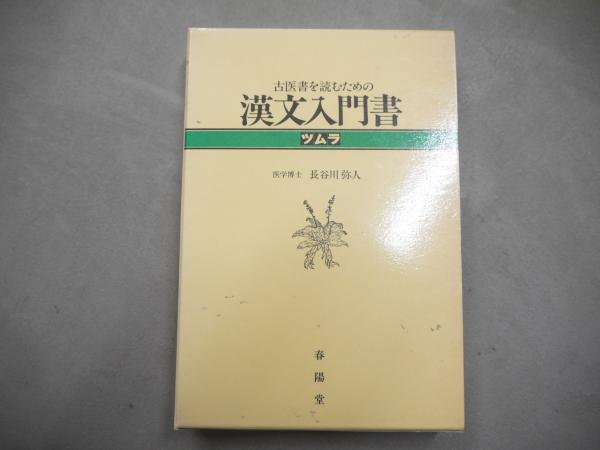 古医書を読むための
漢文入門書
ツムラ
医学博士 長谷川弥人
春陽堂